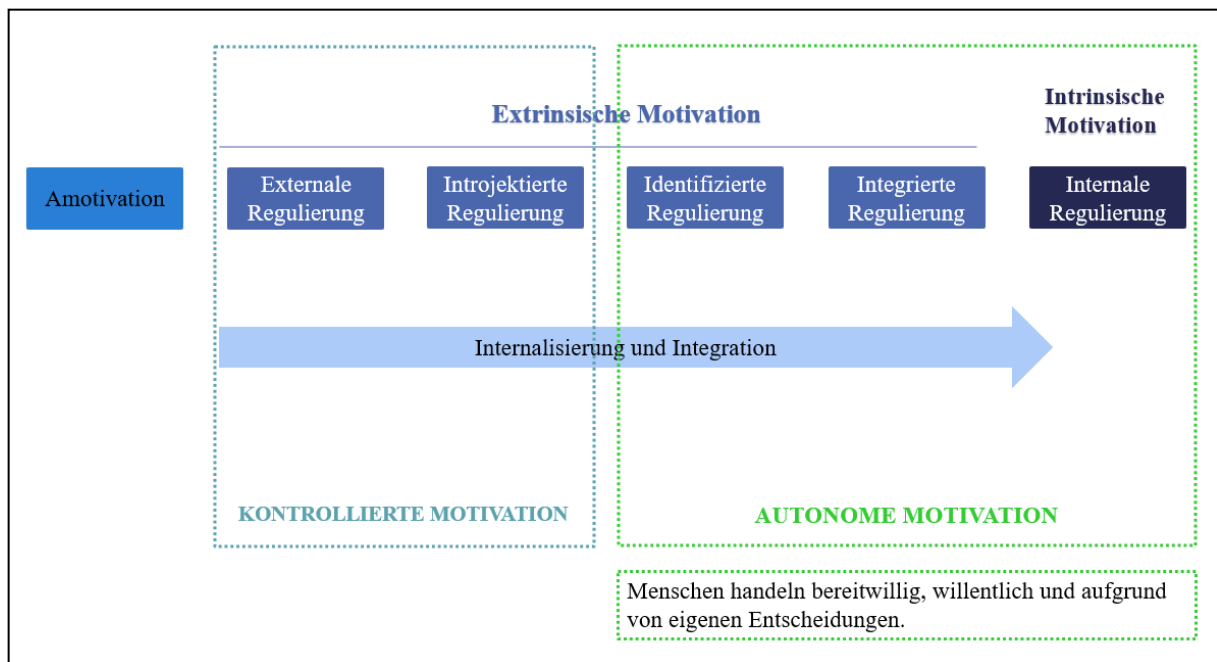 Extrinsische Motivation
Intrinsische
Motivation
Amotivation
Externale
Regulierung
Introjektierte
Regulierung
Identifizierte
Regulierung
Integrierte
Regulierung
Internale
Regulierung
Internalisierung und Integration
KONTROLLIERTE MOTIVATION
AUTONOME MOTIVATION
Menschen handeln bereitwillig, willentlich und aufgrund
von eigenen Entscheidungen.